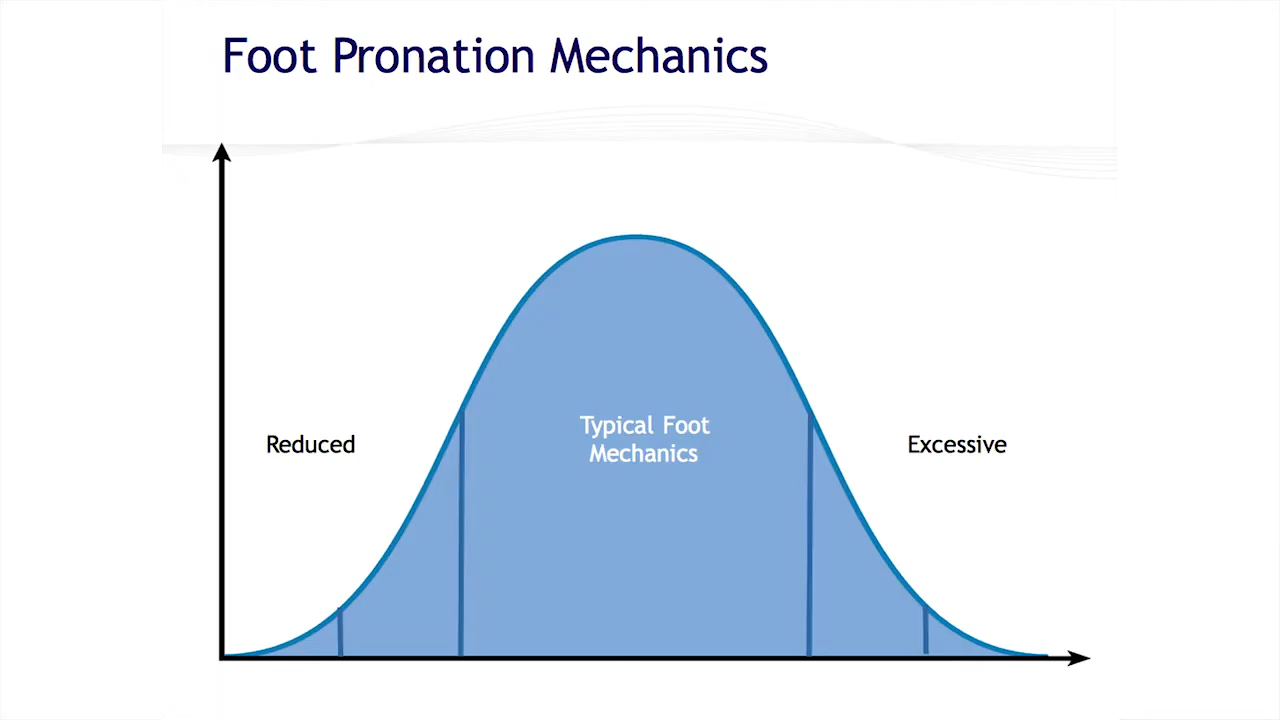 Foot Pronation Mechanics
Typical Foot
Mechanics
Reduced
Excessive